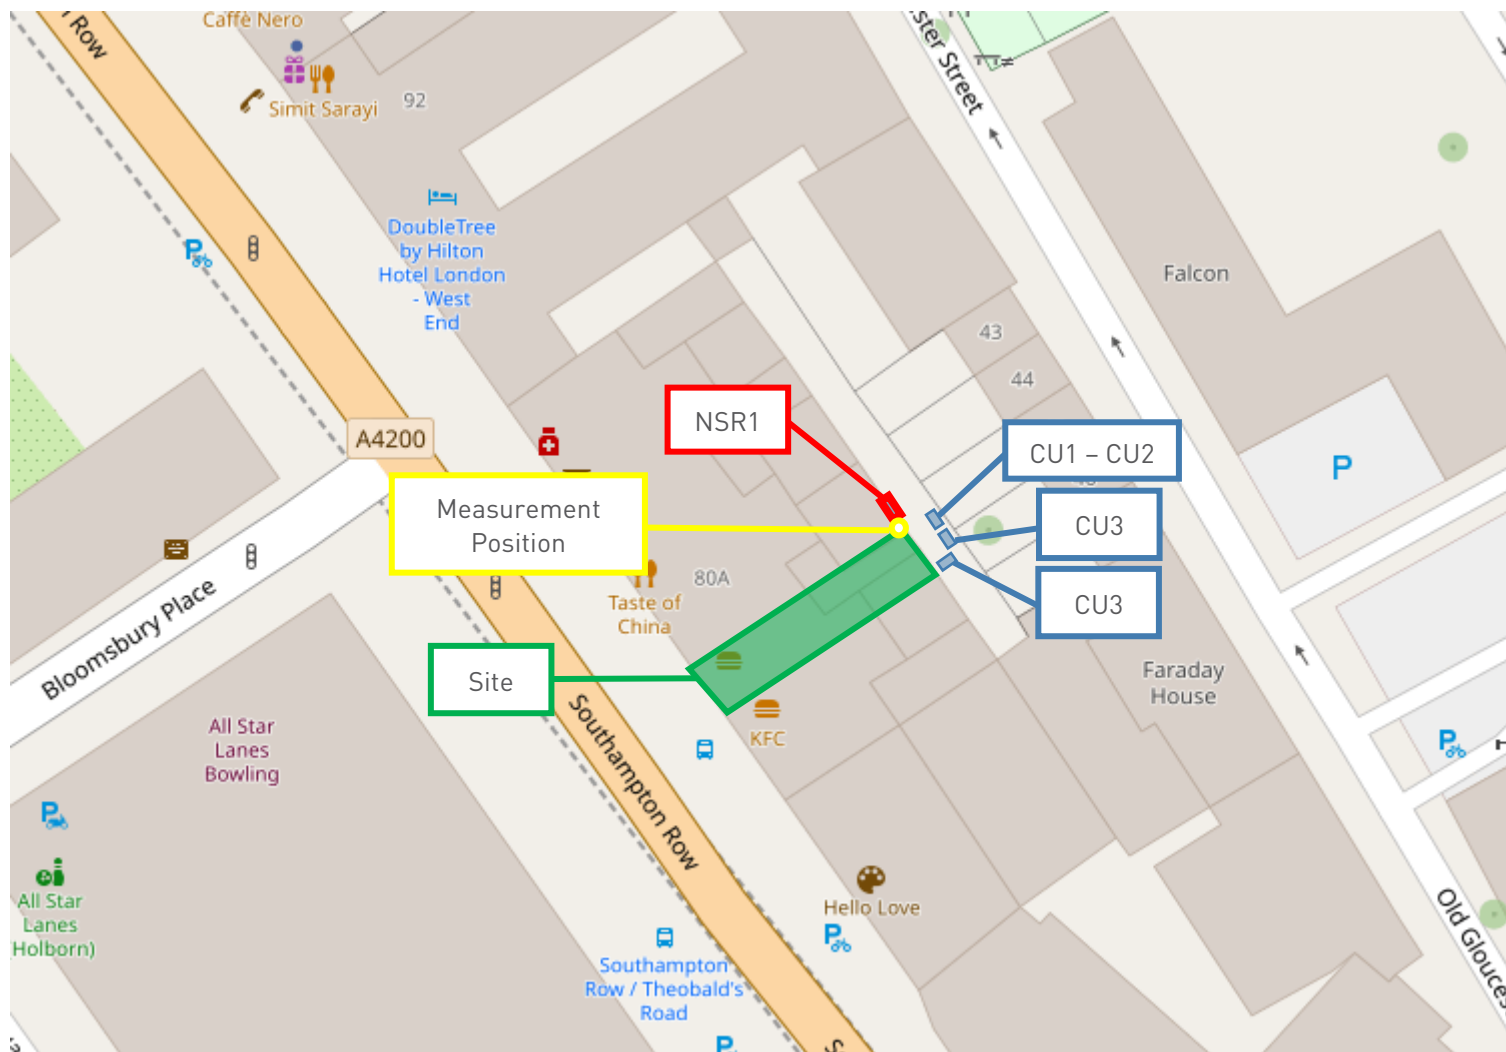 Row
Caffè Nero
Simit Sarayi
92
DoubleTree
by Hilton
Hotel London
- West
End
Street
Falcon
43
44
NSR1
A4200
CU1 – CU2
P
Measurement
Position
CU3
80A
Taste of
China
CU3
Bloomsbury Place
Site
Faraday
House
All Star
Lanes
Bowling
KFC
Southampton Row
All Star
Lanes
(Holborn)
Hello Love
Southampton
Row / Theobald's
Road
Old